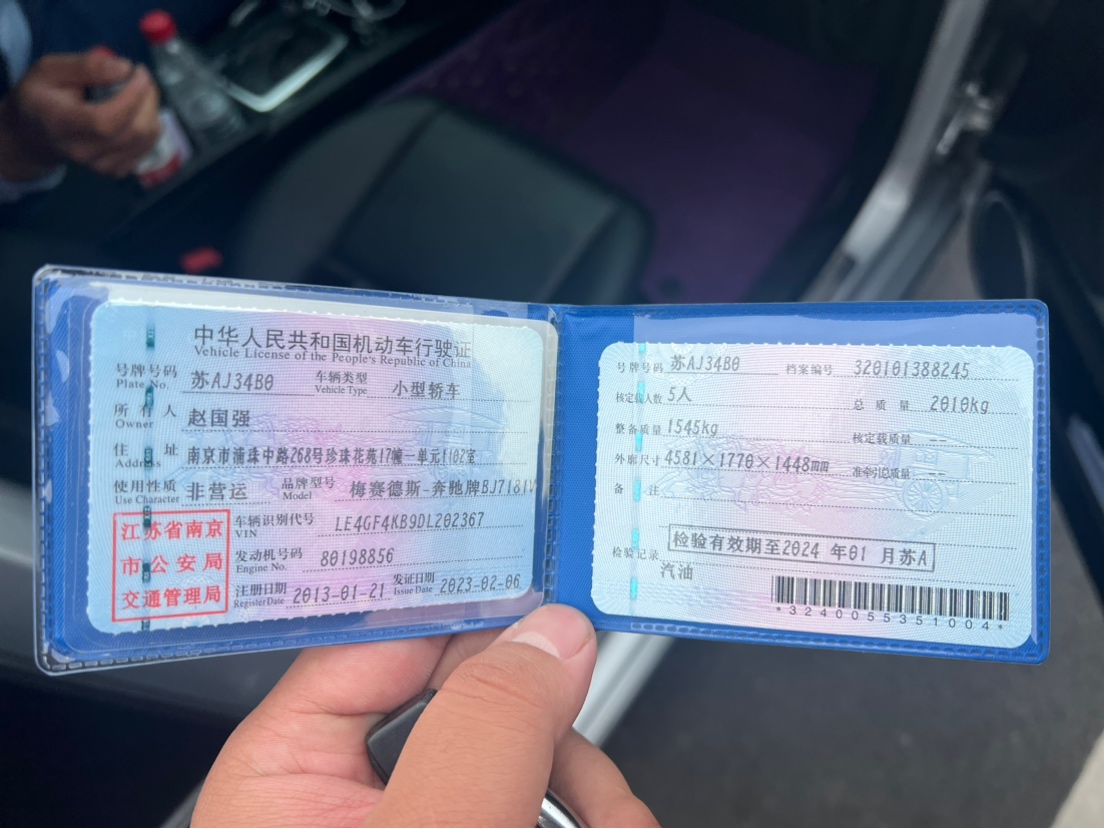 中华人民共和国机动车行驶证
Vehicle License of the People's Republic of China
号牌号码 苏AJ34B0 车辆类型 小型轿车
Plate No. Vehicle Type
所有人 赵国强
Owner
住址 南京市浦珠中路268号珍珠花苑17幢一单元1102室
Address
使用性质 非营运 品牌型号 梅赛德斯-奔驰牌BJ7181V
Use Character Model
江苏省南京
市公安局
交通管理局
车辆识别代号 LE4GF4KB9DL202367
VIN
发动机号码 80198856
Engine No.
注册日期 2013-01-21 发证日期 2023-02-06
Register Date Issue Date
号牌号码 苏AJ34B0 档案编号 320101388245
核定载人数 5人 总质量 2010kg
整备质量 1545kg 核定载质量 --
外廓尺寸 4581×1770×1448mm 准牵引总质量 --
备注
检验有效期至2024年01月苏A
检验记录
汽油
*3240055351004*